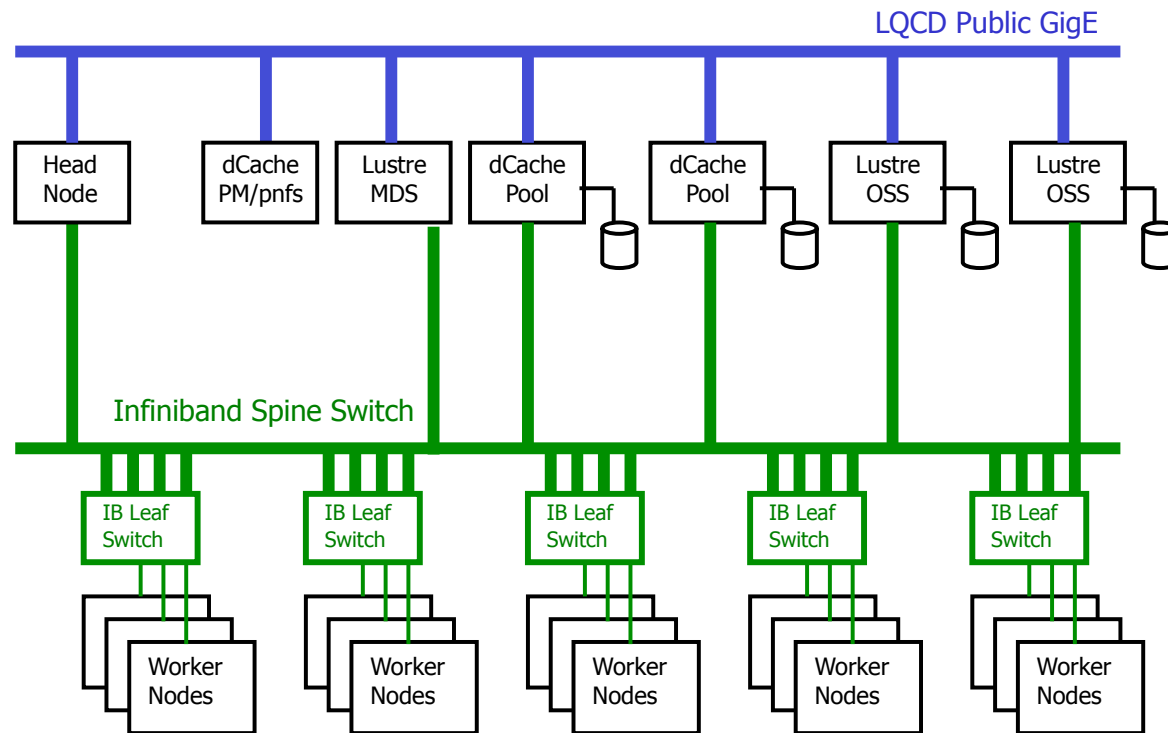 LQCD Public GigE
Head
Node
dCache
PM/pnfs
Lustre
MDS
dCache
Pool
dCache
Pool
Lustre
OSS
Lustre
OSS
Infiniband Spine Switch
IB Leaf
Switch
IB Leaf
Switch
IB Leaf
Switch
IB Leaf
Switch
IB Leaf
Switch
Worker
Nodes
Worker
Nodes
Worker
Nodes
Worker
Nodes
Worker
Nodes